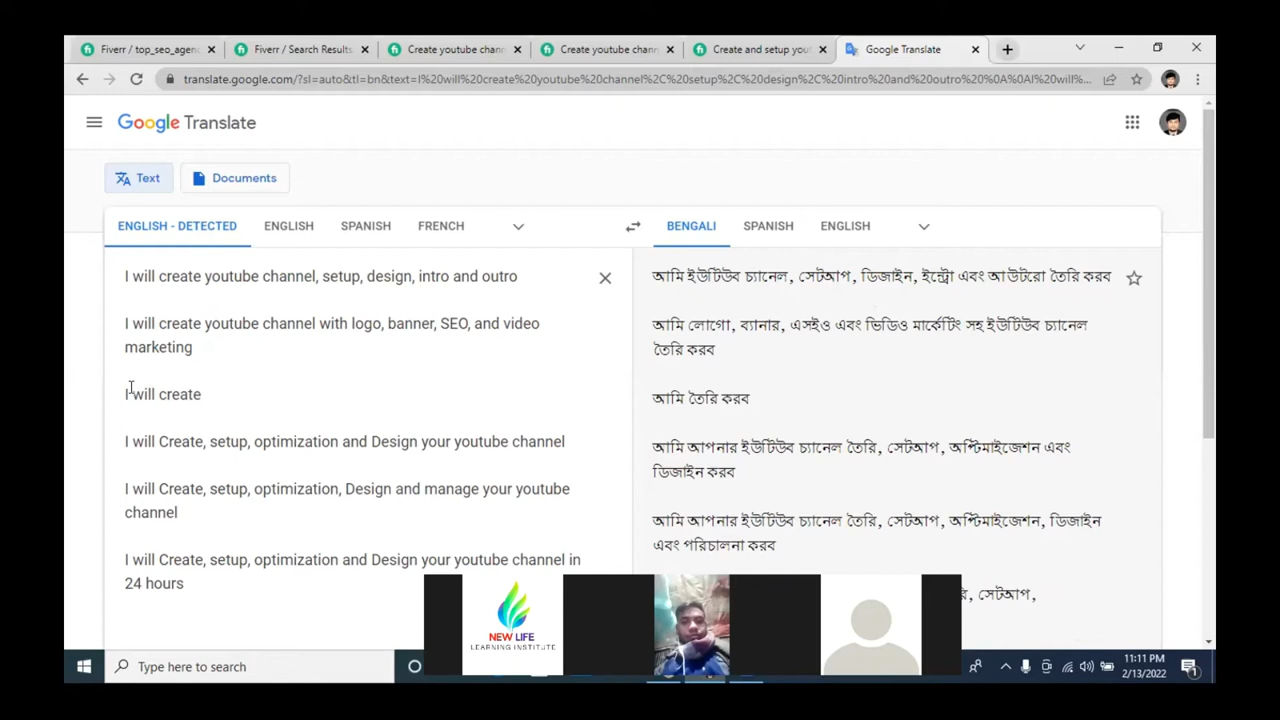 Fiverr / top_seo_agen
Fiverr / Search Results
Create youtube chann
Create youtube chann
Create and setup you
Google Translate
translate.google.com/?sl=auto&tl=bn&text=I%20will%20create%20youtube%20channel%2C%20setup%2C%20design%2C%20intro%20and%20outro%20%0A%0AI%20will%...
Google Translate
Text
Documents
ENGLISH - DETECTED ENGLISH SPANISH FRENCH
BENGALI SPANISH ENGLISH
I will create youtube channel, setup, design, intro and outro
I will create youtube channel with logo, banner, SEO, and video
marketing
I will create
I will Create, setup, optimization and Design your youtube channel
I will Create, setup, optimization, Design and manage your youtube
channel
I will Create, setup, optimization and Design your youtube channel in
24 hours
আমি ইউটিউব চ্যানেল, সেটআপ, ডিজাইন, ইন্ট্রো এবং আউটরো তৈরি করব
আমি লোগো, ব্যানার, এসইও এবং ভিডিও মার্কেটিং সহ ইউটিউব চ্যানেল
তৈরি করব
আমি তৈরি করব
আমি আপনার ইউটিউব চ্যানেল তৈরি, সেটআপ, অপ্টিমাইজেশন এবং
ডিজাইন করব
আমি আপনার ইউটিউব চ্যানেল তৈরি, সেটআপ, অপ্টিমাইজেশন, ডিজাইন
এবং পরিচালনা করব
রি, সেটআপ,
NEW LIFE
LEARNING INSTITUTE
Type here to search
11:11 PM
2/13/2022
1